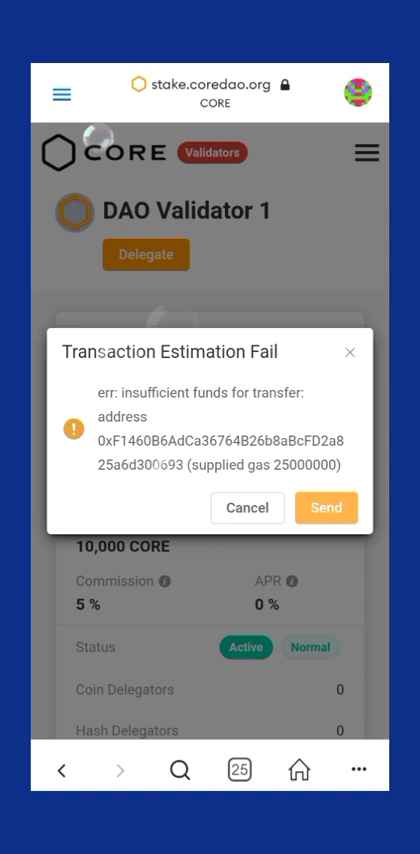 stake.coredao.org
CORE
CORE Validators
DAO Validator 1
Delegate
Transaction Estimation Fail
err: insufficient funds for transfer:
address
0xF1460B6AdCa36764B26b8aBcFD2a8
25a6d300693 (supplied gas 25000000)
Cancel Send
10,000 CORE
Commission APR
5 % 0 %
Status Active Normal
Coin Delegators 0
Hash Delegators 0
25